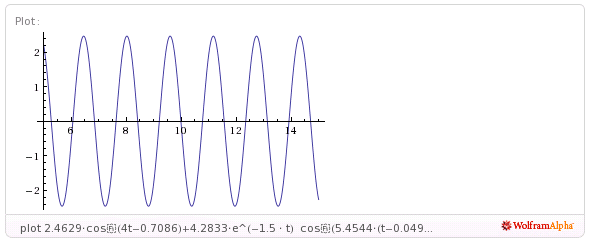 Plot:
2
1
−1
−2
6 8 10 12 14
plot 2.4629·cos(4t−0.7086)+4.2833·e^(−1.5 · t) cos(5.4544·(t−0.049...
WolframAlpha